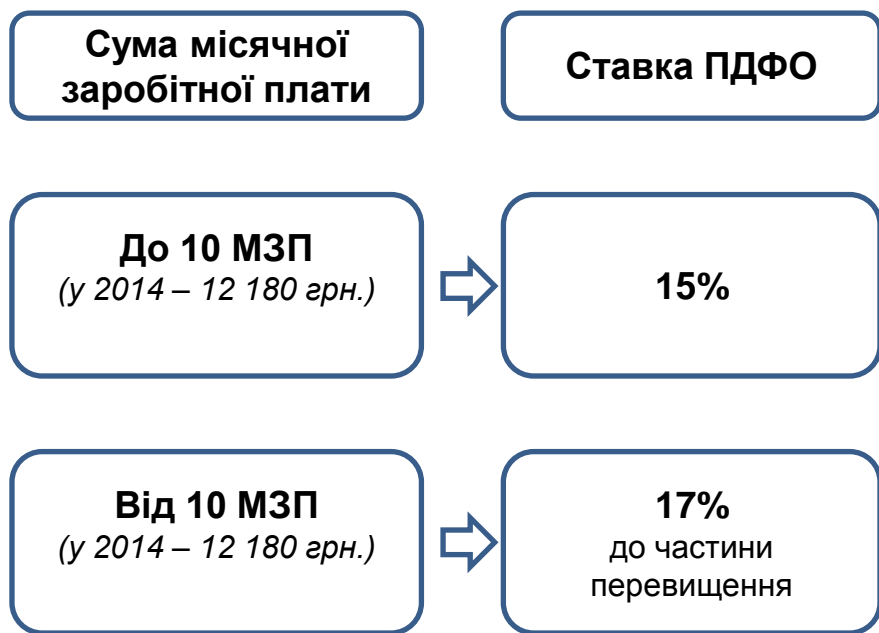 Сума місячної
заробітної плати
Ставка ПДФО
До 10 МЗП
(у 2014 – 12 180 грн.)
15%
Від 10 МЗП
(у 2014 – 12 180 грн.)
17%
до частини
перевищення